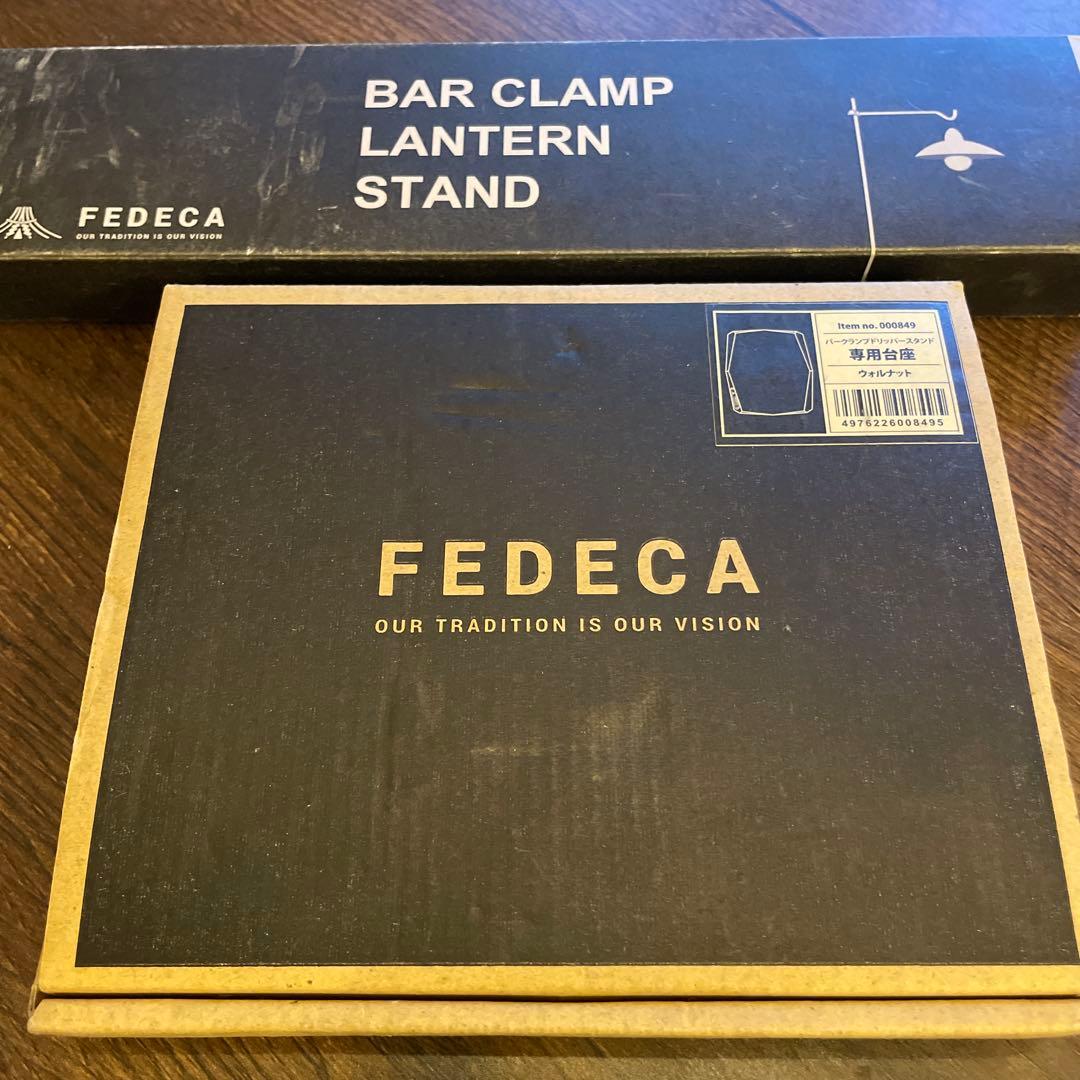 BAR CLAMP
LANTERN
STAND
FEDECA
OUR TRADITION IS OUR VISION
Item no. 000849
バークランプドリッパースタンド
専用台座
ウォルナット
4976226008495
FEDECA
OUR TRADITION IS OUR VISION